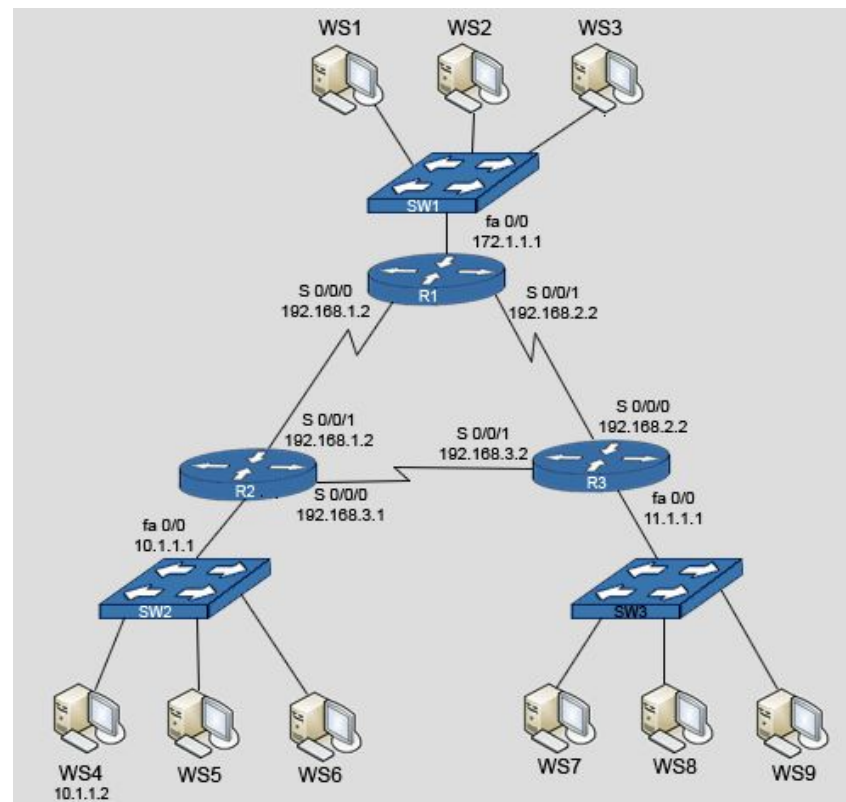 WS1
WS2
WS3
SW1
fa 0/0
172.1.1.1
R1
S 0/0/0
192.168.1.2
S 0/0/1
192.168.2.2
S 0/0/1
192.168.1.2
S 0/0/1
192.168.3.2
S 0/0/0
192.168.2.2
R2
R3
S 0/0/0
192.168.3.1
fa 0/0
10.1.1.1
fa 0/0
11.1.1.1
SW2
SW3
WS4
10.1.1.2
WS5
WS6
WS7
WS8
WS9